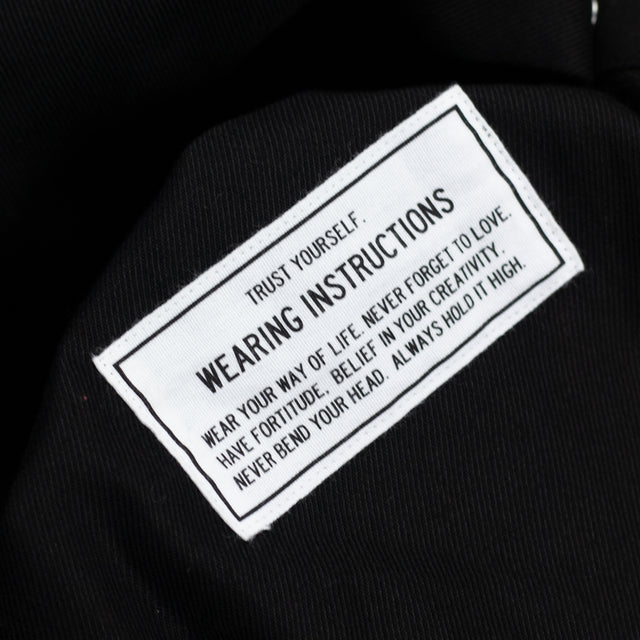 TRUST YOURSELF.
WEARING INSTRUCTIONS
WEAR YOUR WAY OF LIFE. NEVER FORGET TO LOVE.
HAVE FORTITUDE, BELIEF IN YOUR CREATIVITY.
NEVER BEND YOUR HEAD. ALWAYS HOLD IT HIGH.